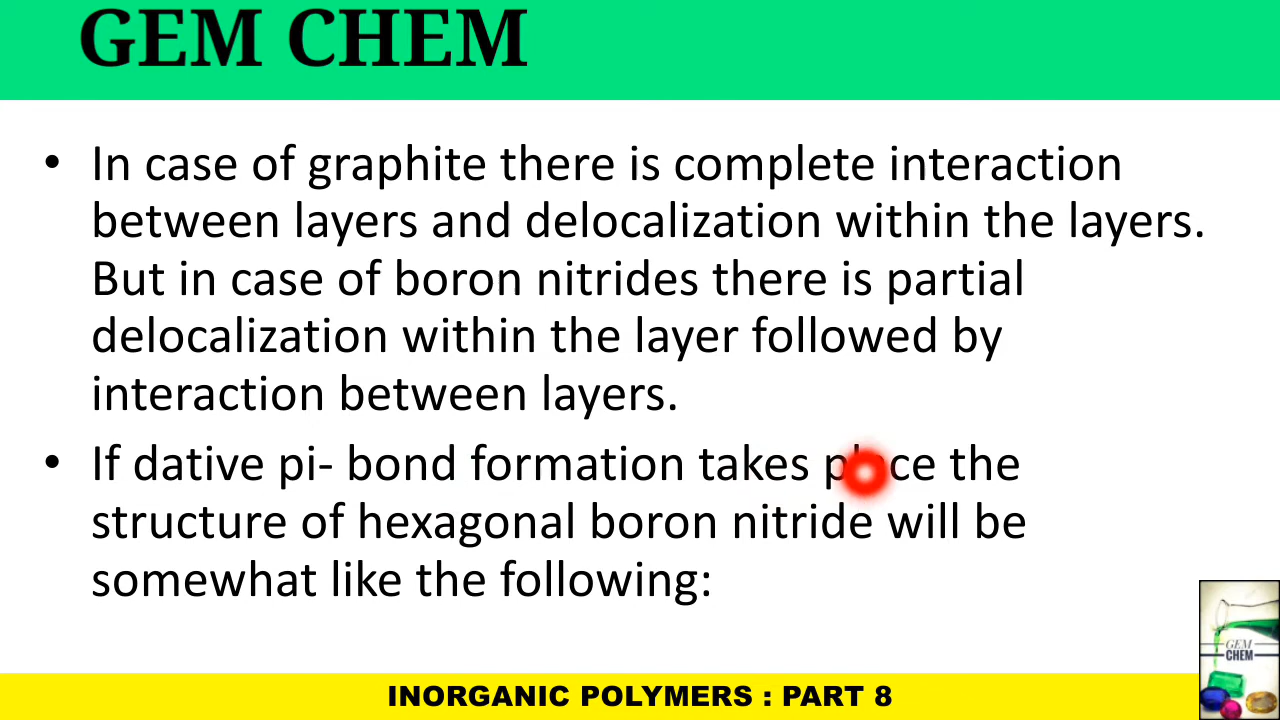 GEM CHEM
• In case of graphite there is complete interaction
between layers and delocalization within the layers.
But in case of boron nitrides there is partial
delocalization within the layer followed by
interaction between layers.
• If dative pi- bond formation takes place the
structure of hexagonal boron nitride will be
somewhat like the following:
GEM
CHEM
INORGANIC POLYMERS : PART 8